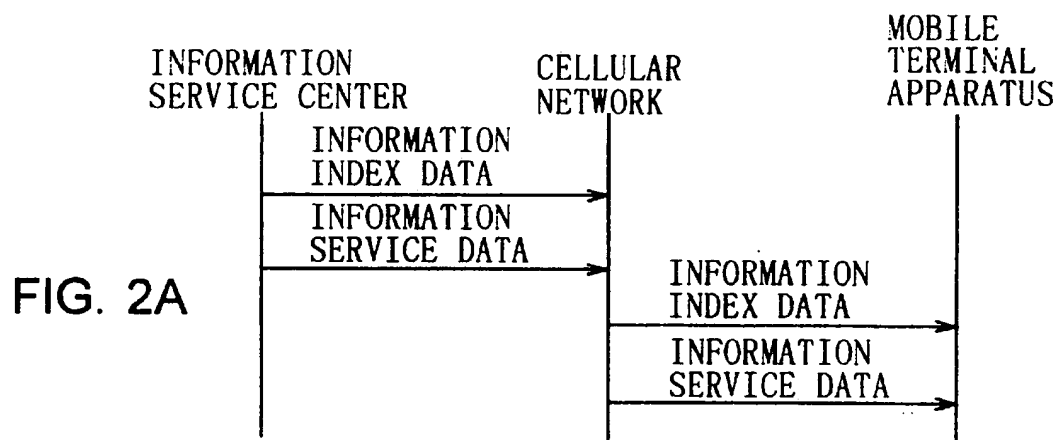 INFORMATION
SERVICE CENTER
CELLULAR
NETWORK
MOBILE
TERMINAL
APPARATUS
INFORMATION
INDEX DATA
INFORMATION
SERVICE DATA
FIG. 2A
INFORMATION
INDEX DATA
INFORMATION
SERVICE DATA